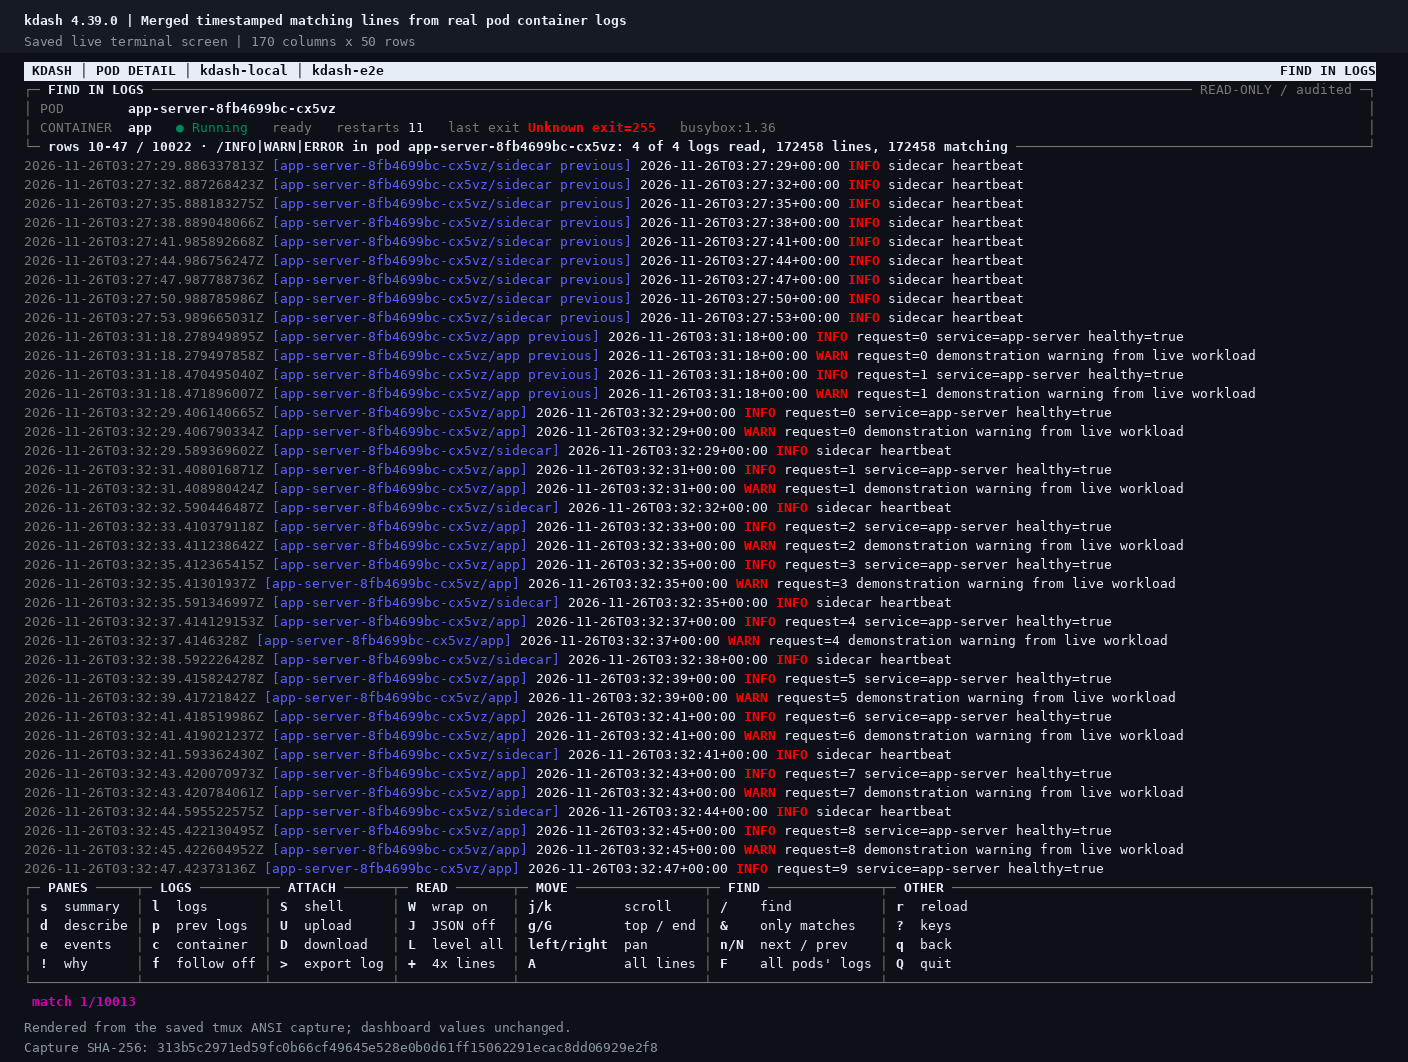 kdash 4.39.0 | Merged timestamped matching lines from real pod container logs
Saved live terminal screen | 170 columns x 50 rows
KDASH │ POD DETAIL │ kdash-local │ kdash-e2e FIND IN LOGS
FIND IN LOGS READ-ONLY / audited
POD app-server-8fb4699bc-cx5vz
CONTAINER app ● Running ready restarts 11 last exit Unknown exit=255 busybox:1.36
rows 10-47 / 10022 · /INFO|WARN|ERROR in pod app-server-8fb4699bc-cx5vz: 4 of 4 logs read, 172458 lines, 172458 matching
2026-11-26T03:27:29.886337813Z [app-server-8fb4699bc-cx5vz/sidecar previous] 2026-11-26T03:27:29+00:00 INFO sidecar heartbeat
2026-11-26T03:27:32.887268423Z [app-server-8fb4699bc-cx5vz/sidecar previous] 2026-11-26T03:27:32+00:00 INFO sidecar heartbeat
2026-11-26T03:27:35.888183275Z [app-server-8fb4699bc-cx5vz/sidecar previous] 2026-11-26T03:27:35+00:00 INFO sidecar heartbeat
2026-11-26T03:27:38.889048066Z [app-server-8fb4699bc-cx5vz/sidecar previous] 2026-11-26T03:27:38+00:00 INFO sidecar heartbeat
2026-11-26T03:27:41.985892668Z [app-server-8fb4699bc-cx5vz/sidecar previous] 2026-11-26T03:27:41+00:00 INFO sidecar heartbeat
2026-11-26T03:27:44.986756247Z [app-server-8fb4699bc-cx5vz/sidecar previous] 2026-11-26T03:27:44+00:00 INFO sidecar heartbeat
2026-11-26T03:27:47.987788736Z [app-server-8fb4699bc-cx5vz/sidecar previous] 2026-11-26T03:27:47+00:00 INFO sidecar heartbeat
2026-11-26T03:27:50.988785986Z [app-server-8fb4699bc-cx5vz/sidecar previous] 2026-11-26T03:27:50+00:00 INFO sidecar heartbeat
2026-11-26T03:27:53.989665031Z [app-server-8fb4699bc-cx5vz/sidecar previous] 2026-11-26T03:27:53+00:00 INFO sidecar heartbeat
2026-11-26T03:31:18.278949895Z [app-server-8fb4699bc-cx5vz/app previous] 2026-11-26T03:31:18+00:00 INFO request=0 service=app-server healthy=true
2026-11-26T03:31:18.279497858Z [app-server-8fb4699bc-cx5vz/app previous] 2026-11-26T03:31:18+00:00 WARN request=0 demonstration warning from live workload
2026-11-26T03:31:18.470495040Z [app-server-8fb4699bc-cx5vz/app previous] 2026-11-26T03:31:18+00:00 INFO request=1 service=app-server healthy=true
2026-11-26T03:31:18.471896007Z [app-server-8fb4699bc-cx5vz/app previous] 2026-11-26T03:31:18+00:00 WARN request=1 demonstration warning from live workload
2026-11-26T03:32:29.406140665Z [app-server-8fb4699bc-cx5vz/app] 2026-11-26T03:32:29+00:00 INFO request=0 service=app-server healthy=true
2026-11-26T03:32:29.406790334Z [app-server-8fb4699bc-cx5vz/app] 2026-11-26T03:32:29+00:00 WARN request=0 demonstration warning from live workload
2026-11-26T03:32:29.589369602Z [app-server-8fb4699bc-cx5vz/sidecar] 2026-11-26T03:32:29+00:00 INFO sidecar heartbeat
2026-11-26T03:32:31.408016871Z [app-server-8fb4699bc-cx5vz/app] 2026-11-26T03:32:31+00:00 INFO request=1 service=app-server healthy=true
2026-11-26T03:32:31.408980424Z [app-server-8fb4699bc-cx5vz/app] 2026-11-26T03:32:31+00:00 WARN request=1 demonstration warning from live workload
2026-11-26T03:32:32.590446487Z [app-server-8fb4699bc-cx5vz/sidecar] 2026-11-26T03:32:32+00:00 INFO sidecar heartbeat
2026-11-26T03:32:33.410379118Z [app-server-8fb4699bc-cx5vz/app] 2026-11-26T03:32:33+00:00 INFO request=2 service=app-server healthy=true
2026-11-26T03:32:33.411238642Z [app-server-8fb4699bc-cx5vz/app] 2026-11-26T03:32:33+00:00 WARN request=2 demonstration warning from live workload
2026-11-26T03:32:35.412365415Z [app-server-8fb4699bc-cx5vz/app] 2026-11-26T03:32:35+00:00 INFO request=3 service=app-server healthy=true
2026-11-26T03:32:35.41301937Z [app-server-8fb4699bc-cx5vz/app] 2026-11-26T03:32:35+00:00 WARN request=3 demonstration warning from live workload
2026-11-26T03:32:35.591346997Z [app-server-8fb4699bc-cx5vz/sidecar] 2026-11-26T03:32:35+00:00 INFO sidecar heartbeat
2026-11-26T03:32:37.414129153Z [app-server-8fb4699bc-cx5vz/app] 2026-11-26T03:32:37+00:00 INFO request=4 service=app-server healthy=true
2026-11-26T03:32:37.4146328Z [app-server-8fb4699bc-cx5vz/app] 2026-11-26T03:32:37+00:00 WARN request=4 demonstration warning from live workload
2026-11-26T03:32:38.592226428Z [app-server-8fb4699bc-cx5vz/sidecar] 2026-11-26T03:32:38+00:00 INFO sidecar heartbeat
2026-11-26T03:32:39.415824278Z [app-server-8fb4699bc-cx5vz/app] 2026-11-26T03:32:39+00:00 INFO request=5 service=app-server healthy=true
2026-11-26T03:32:39.41721842Z [app-server-8fb4699bc-cx5vz/app] 2026-11-26T03:32:39+00:00 WARN request=5 demonstration warning from live workload
2026-11-26T03:32:41.418519986Z [app-server-8fb4699bc-cx5vz/app] 2026-11-26T03:32:41+00:00 INFO request=6 service=app-server healthy=true
2026-11-26T03:32:41.419021237Z [app-server-8fb4699bc-cx5vz/app] 2026-11-26T03:32:41+00:00 WARN request=6 demonstration warning from live workload
2026-11-26T03:32:41.593362430Z [app-server-8fb4699bc-cx5vz/sidecar] 2026-11-26T03:32:41+00:00 INFO sidecar heartbeat
2026-11-26T03:32:43.420070973Z [app-server-8fb4699bc-cx5vz/app] 2026-11-26T03:32:43+00:00 INFO request=7 service=app-server healthy=true
2026-11-26T03:32:43.420784061Z [app-server-8fb4699bc-cx5vz/app] 2026-11-26T03:32:43+00:00 WARN request=7 demonstration warning from live workload
2026-11-26T03:32:44.595522575Z [app-server-8fb4699bc-cx5vz/sidecar] 2026-11-26T03:32:44+00:00 INFO sidecar heartbeat
2026-11-26T03:32:45.422130495Z [app-server-8fb4699bc-cx5vz/app] 2026-11-26T03:32:45+00:00 INFO request=8 service=app-server healthy=true
2026-11-26T03:32:45.422604952Z [app-server-8fb4699bc-cx5vz/app] 2026-11-26T03:32:45+00:00 WARN request=8 demonstration warning from live workload
2026-11-26T03:32:47.42373136Z [app-server-8fb4699bc-cx5vz/app] 2026-11-26T03:32:47+00:00 INFO request=9 service=app-server healthy=true
PANES LOGS ATTACH READ MOVE FIND OTHER
s summary │ l logs │ S shell │ W wrap on │ j/k scroll │ / find │ r reload
d describe │ p prev logs │ U upload │ J JSON off │ g/G top / end │ & only matches │ ? keys
e events │ c container │ D download │ L level all │ left/right pan │ n/N next / prev │ q back
! why │ f follow off │ > export log │ + 4x lines │ A all lines │ F all pods' logs │ Q quit
match 1/10013
Rendered from the saved tmux ANSI capture; dashboard values unchanged.
Capture SHA-256: 313b5c2971ed59fc0b66cf49645e528e0b0d61ff15062291ecac8dd06929e2f8